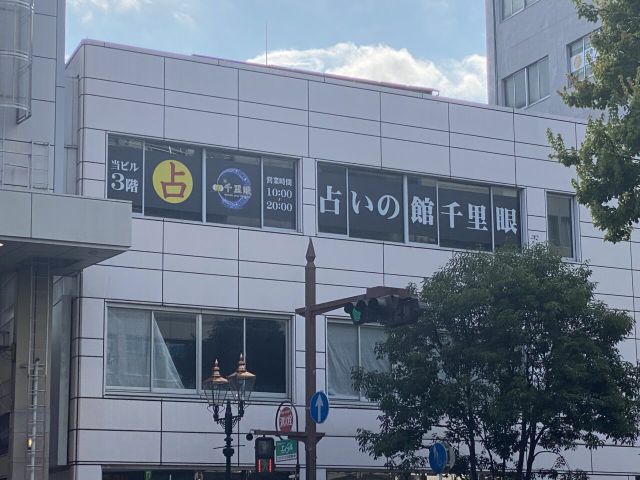 当ビル
3階
占
千里眼
営業時間
10:00
20:00
占いの館千里眼